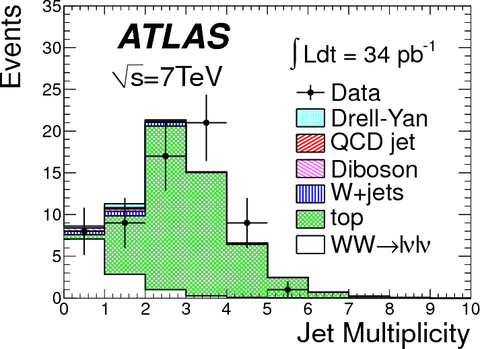 Events
35
30
25
20
15
10
5
0
ATLAS
√s=7TeV
∫ Ldt = 34 pb⁻¹
Data
Drell-Yan
QCD jet
Diboson
W+jets
top
WW→lνlν
0 1 2 3 4 5 6 7 8 9 10
Jet Multiplicity